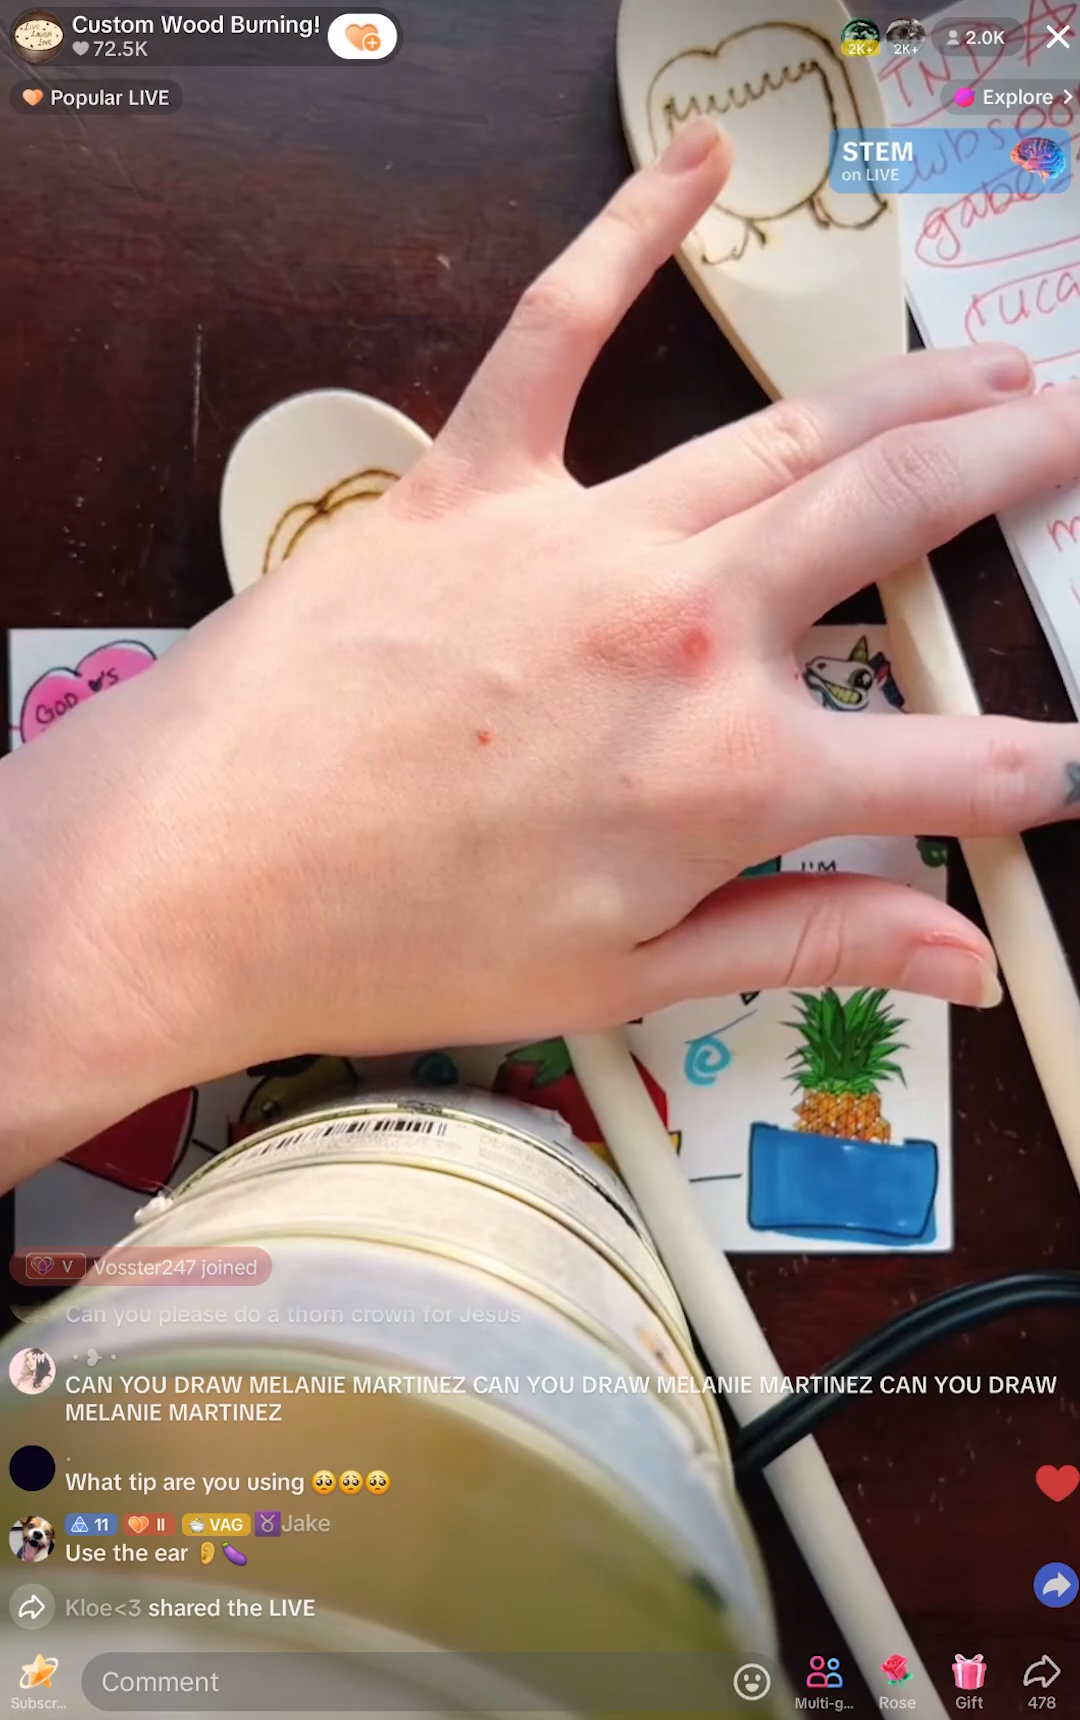 Custom Wood Burning!
72.5K
2K+
2K+
2.0K
Popular LIVE
Explore
STEM
on LIVE
gabe
ruca
GOD
I'M
V Vosster247 joined
Can you please do a thorn crown for Jesus
CAN YOU DRAW MELANIE MARTINEZ CAN YOU DRAW MELANIE MARTINEZ CAN YOU DRAW
MELANIE MARTINEZ
What tip are you using 🥺🥺🥺
11 II VAG ♉Jake
Use the ear 👂🍆
Kloe<3 shared the LIVE
Subscr...
Comment
Multi-g...
Rose
Gift
478